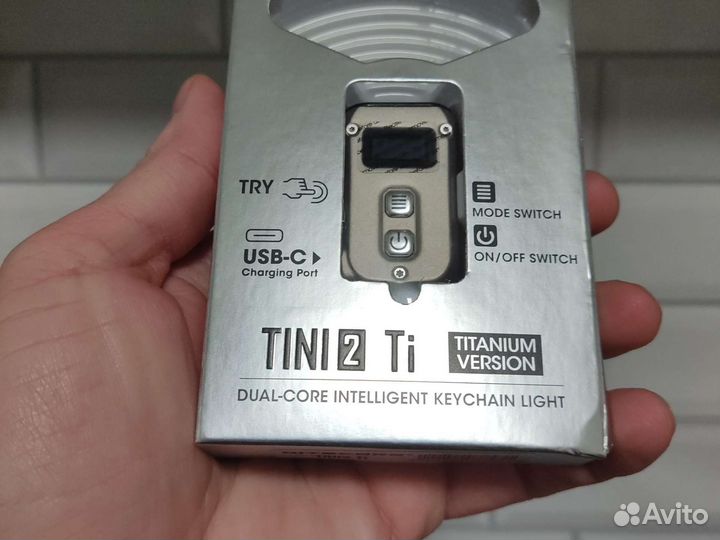 TRY
MODE SWITCH
USB-C
Charging Port
ON/OFF SWITCH
TINI 2 Ti
TITANIUM
VERSION
DUAL-CORE INTELLIGENT KEYCHAIN LIGHT
Avito